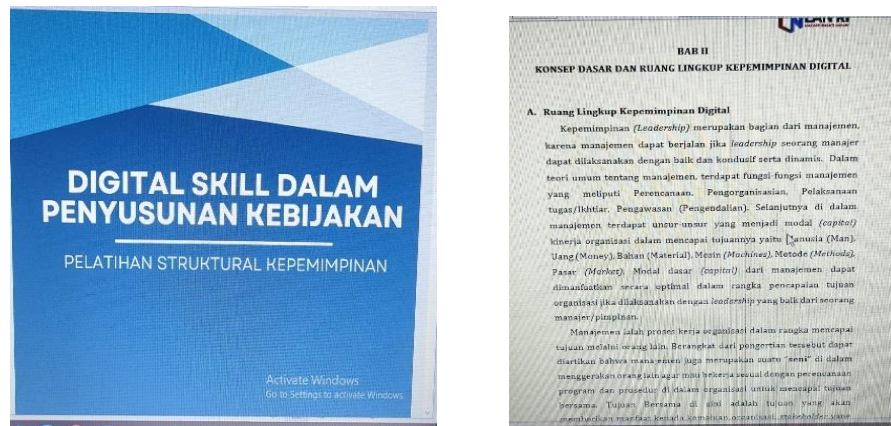 DIGITAL SKILL DALAM
PENYUSUNAN KEBIJAKAN
PELATIHAN STRUKTURAL KEPEMIMPINAN
Activate Windows
Go to Settings to activate Windows.
LAN RI
BAB II
KONSEP DASAR DAN RUANG LINGKUP KEPEMIMPINAN DIGITAL
A. Ruang Lingkup Kepemimpinan Digital
Kepemimpinan (Leadership) merupakan bagian dari manajemen,
karena manajemen dapat berjalan jika leadership seorang manajer
dapat dilaksanakan dengan baik dan kondusif serta dinamis. Dalam
teori umum tentang manajemen, terdapat fungsi-fungsi manajemen
yang meliputi Perencanaan, Pengorganisasian, Pelaksanaan
tugas/Ikhtiar, Pengawasan (Pengendalian). Selanjutnya di dalam
manajemen terdapat unsur-unsur yang menjadi modal (capital)
kinerja organisasi dalam mencapai tujuannya yaitu Manusia (Man),
Uang (Money), Bahan (Material), Mesin (Machines), Metode (Methods),
Pasar (Market). Modal dasar (capital) dari manajemen dapat
dimanfaatkan secara optimal dalam rangka pencapaian tujuan
organisasi jika dilaksanakan dengan leadership yang baik dari seorang
manajer/pimpinan.
Manajemen ialah proses kerja organisasi dalam rangka mencapai
tujuan melalui orang lain. Berangkat dari pengertian tersebut dapat
diartikan bahwa manajemen juga merupakan suatu "seni" di dalam
menggerakan orang lain agar mau bekerja sesuai dengan perencanaan
program dan prosedur di dalam organisasi untuk mencapai tujuan
bersama. Tujuan Bersama di sini adalah tujuan yang akan
memberikan manfaat kepada kemajuan organisasi, stakeholder yang